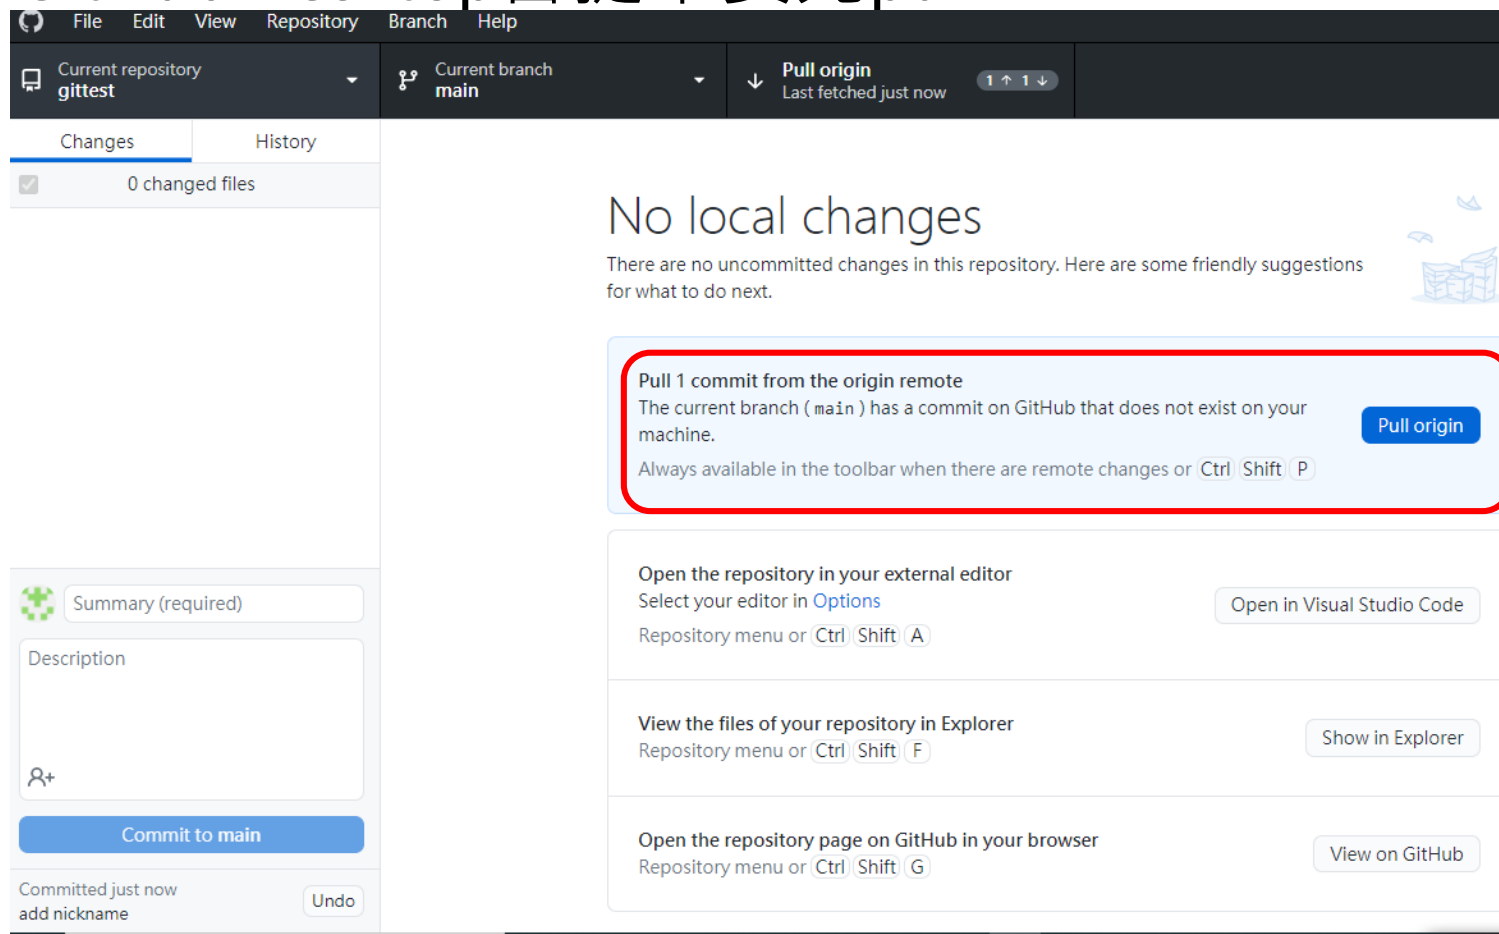 File Edit View Repository Branch Help
Current repository
gittest
Current branch
main
Pull origin
Last fetched just now
1 ↑ 1 ↓
Changes History
0 changed files
No local changes
There are no uncommitted changes in this repository. Here are some friendly suggestions
for what to do next.
Pull 1 commit from the origin remote
The current branch ( main ) has a commit on GitHub that does not exist on your
machine.
Always available in the toolbar when there are remote changes or Ctrl Shift P
Pull origin
Open the repository in your external editor
Select your editor in Options
Repository menu or Ctrl Shift A
Open in Visual Studio Code
View the files of your repository in Explorer
Repository menu or Ctrl Shift F
Show in Explorer
Open the repository page on GitHub in your browser
Repository menu or Ctrl Shift G
View on GitHub
Summary (required)
Description
Commit to main
Committed just now
add nickname
Undo